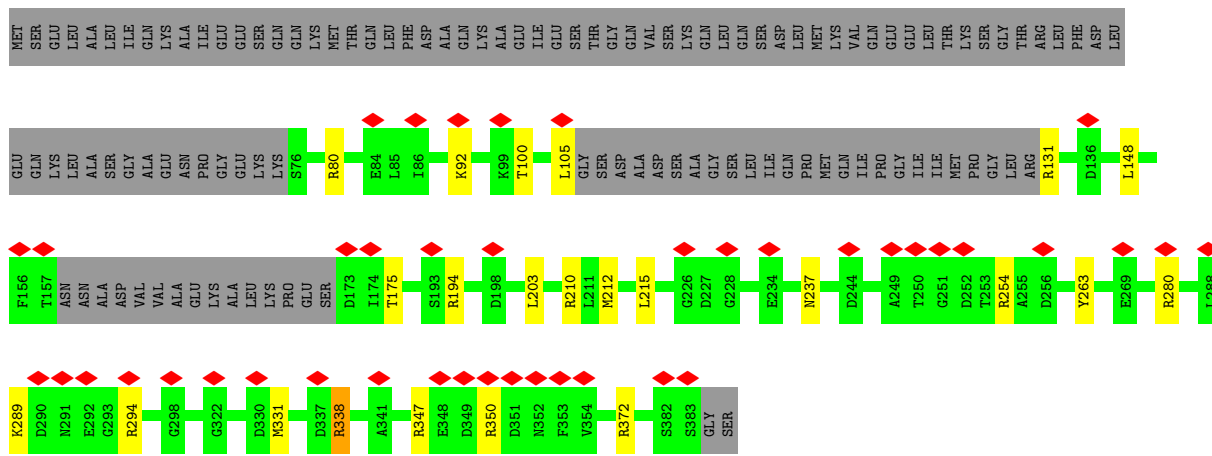 MET SER GLU LEU ALA LEU ILE GLN LYS ALA ILE GLU GLU SER GLN GLN LYS MET THR GLN LEU PHE ASP ALA GLN LYS ALA GLU ILE GLU SER THR GLY GLN VAL SER LYS GLN LEU GLN SER ASP LEU MET LYS VAL GLN GLU GLU LEU THR LYS SER GLY THR ARG LEU PHE ASP LEU
GLU GLN LYS LEU ALA SER GLY ALA GLU ASN PRO GLY GLU LYS LYS S76 R80 E84 L85 I86 K92 K99 T100 L105 GLY SER ASP ALA ASP SER ALA GLY SER LEU ILE GLN PRO MET GLN ILE PRO GLY ILE ILE MET PRO GLY LEU ARG R131 D136 L148
F156 T157 ASN ASN ALA ASP VAL VAL ALA GLU LYS ALA LEU LYS PRO GLU SER D173 I174 T175 S193 R194 D198 L203 R210 L211 M212 L215 G226 D227 G228 E234 N237 D244 A249 T250 G251 D252 T253 R254 A255 D256 Y263 E269 R280 L288
K289 D290 N291 E292 G293 R294 G298 G322 D330 M331 D337 R338 A341 R347 E348 D349 R350 D351 N352 F353 V354 R372 S382 S383 GLY SER